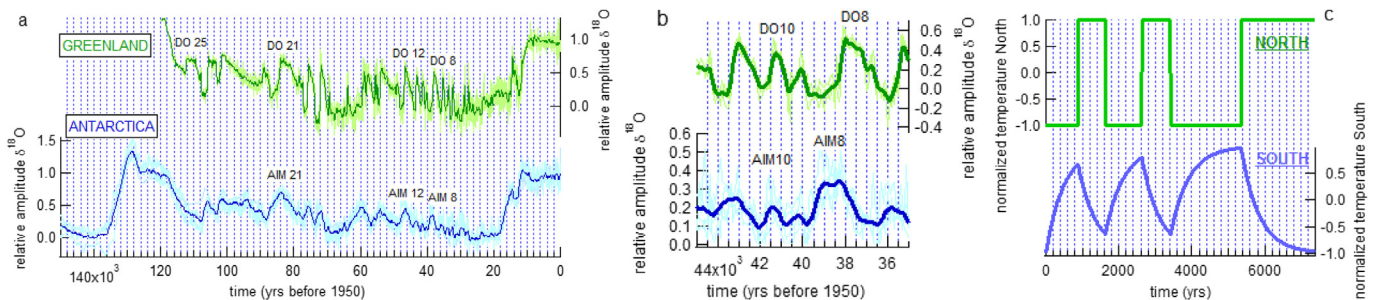 a
GREENLAND
DO 25
DO 21
DO 12
DO 8
1.0
0.5
0.0
relative amplitude δ18O
ANTARCTICA
1.5
1.0
0.5
0.0
relative amplitude δ18O
AIM 21
AIM 12
AIM 8
140x10³
120
100
80
60
40
20
0
time (yrs before 1950)
b
DO10
DO8
0.6
0.4
0.2
0.0
-0.2
-0.4
relative amplitude δ18O
0.6
0.5
0.4
0.3
0.2
0.1
0.0
relative amplitude δ18O
AIM10
AIM8
44x10³
42
40
38
36
time (yrs before 1950)
c
NORTH
1.0
0.5
0.0
-0.5
-1.0
normalized temperature North
SOUTH
0.5
0.0
-0.5
-1.0
normalized temperature South
0
2000
4000
6000
time (yrs)